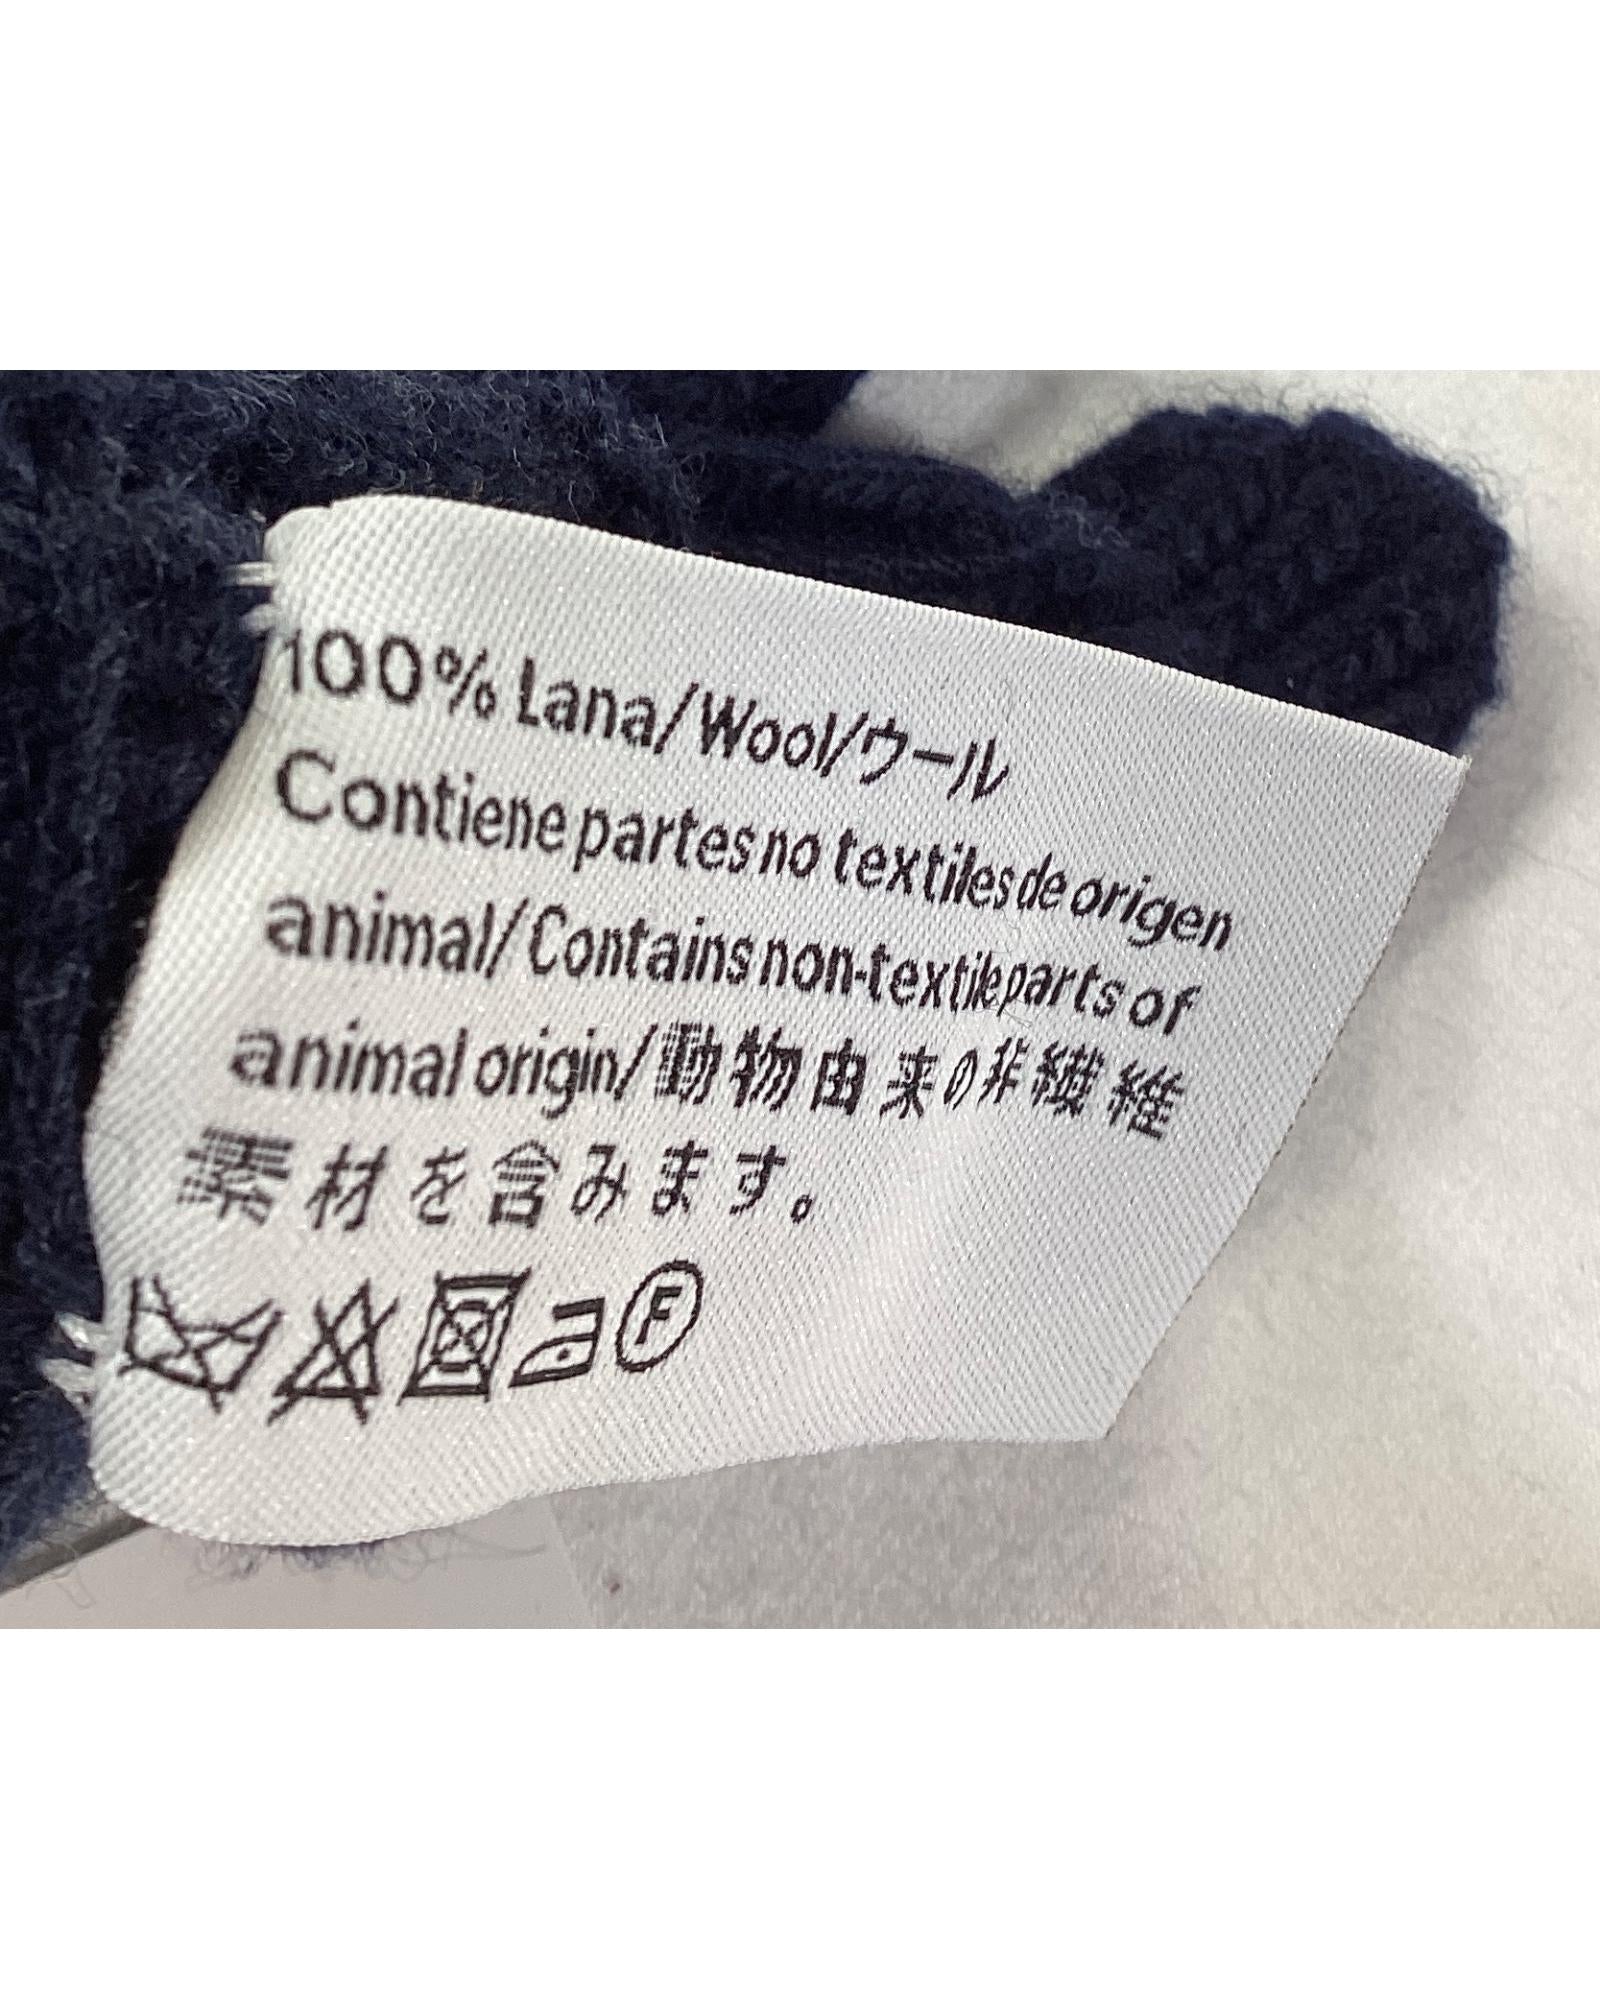 100% Lana/Wool/ウール
Contiene partes no textiles de origen
animal/Contains non-textile parts of
animal origin/動物由来の非繊維
素材を含みます。
F